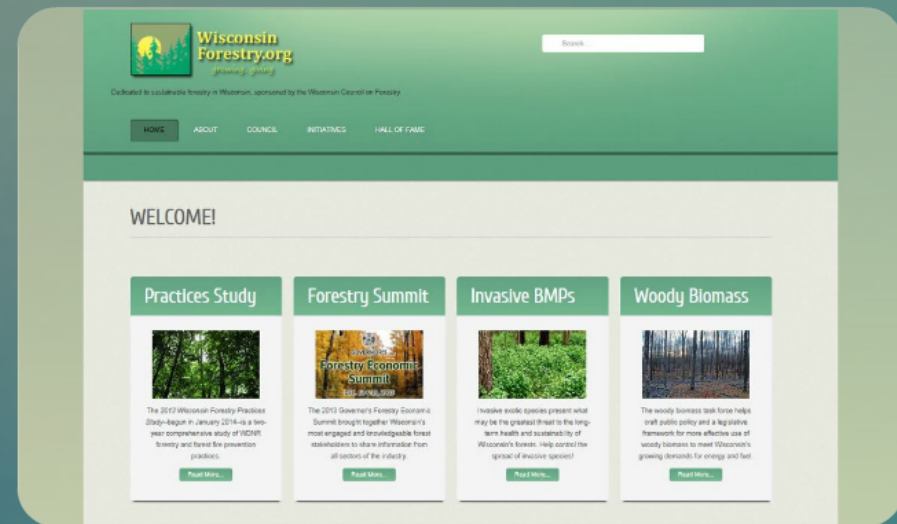 Wisconsin
Forestry.org
growing, going
Search...
Dedicated to sustainable forestry in Wisconsin, sponsored by the Wisconsin Council on Forestry
HOME ABOUT COUNCIL INITIATIVES HALL OF FAME
WELCOME!
Practices Study
The 2013 Wisconsin Forestry Practices
Study--begun in January 2014--is a two-
year comprehensive study of WDNR
forestry and forest fire prevention
practices.
Read More...
Forestry Summit
GOVERNOR'S
Forestry Economic
Summit
The 2013 Governor's Forestry Economic
Summit brought together Wisconsin's
most engaged and knowledgeable forest
stakeholders to share information from
all sectors of the industry.
Read More...
Invasive BMPs
Invasive exotic species present what
may be the greatest threat to the long-
term health and sustainability of
Wisconsin's forests. Help control the
spread of invasive species!
Read More...
Woody Biomass
The woody biomass task force helps
craft public policy and a legislative
framework for more effective use of
woody biomass to meet Wisconsin's
growing demands for energy and fuel.
Read More...